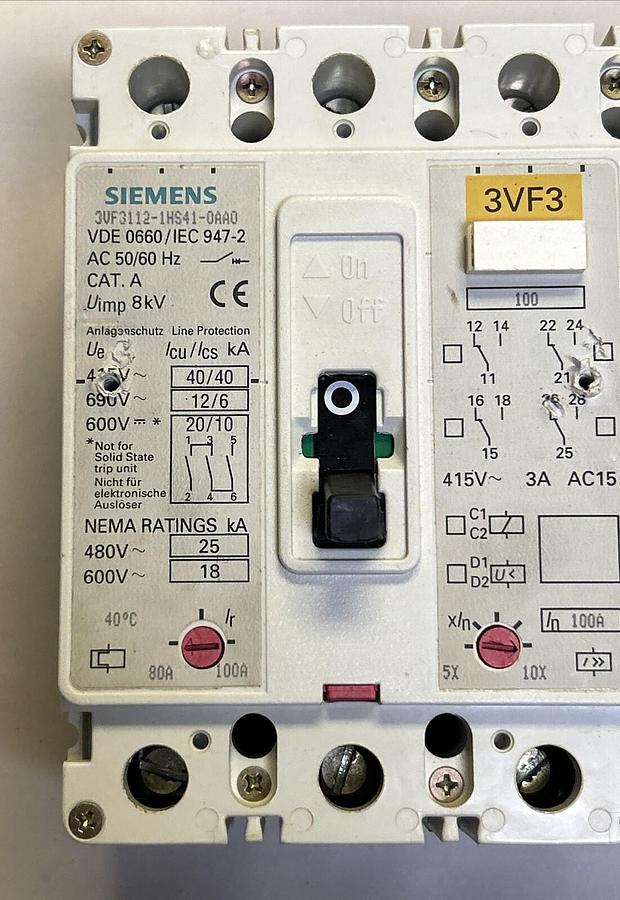 SIEMENS
3VF3112-1HS41-0AA0
VDE 0660/IEC 947-2
AC 50/60 Hz
CAT. A
Uimp 8kV CE
Anlagenschutz Line Protection
Ue Icu/Ics kA
415V~ 40/40
690V~ 12/6
600V⎓* 20/10
*Not for
Solid State
trip unit
Nicht für
elektronische
Auslöser
1 3 5
2 4 6
NEMA RATINGS kA
480V~ 25
600V~ 18
40°C
Ir
80A 100A
△ On
▽ Off
O
3VF3
100
12 14 22 24
11 21
16 18 26 28
15 25
415V~ 3A AC15
C1
C2
D1
D2 U<
x/n In 100A
5X 10X
I>>